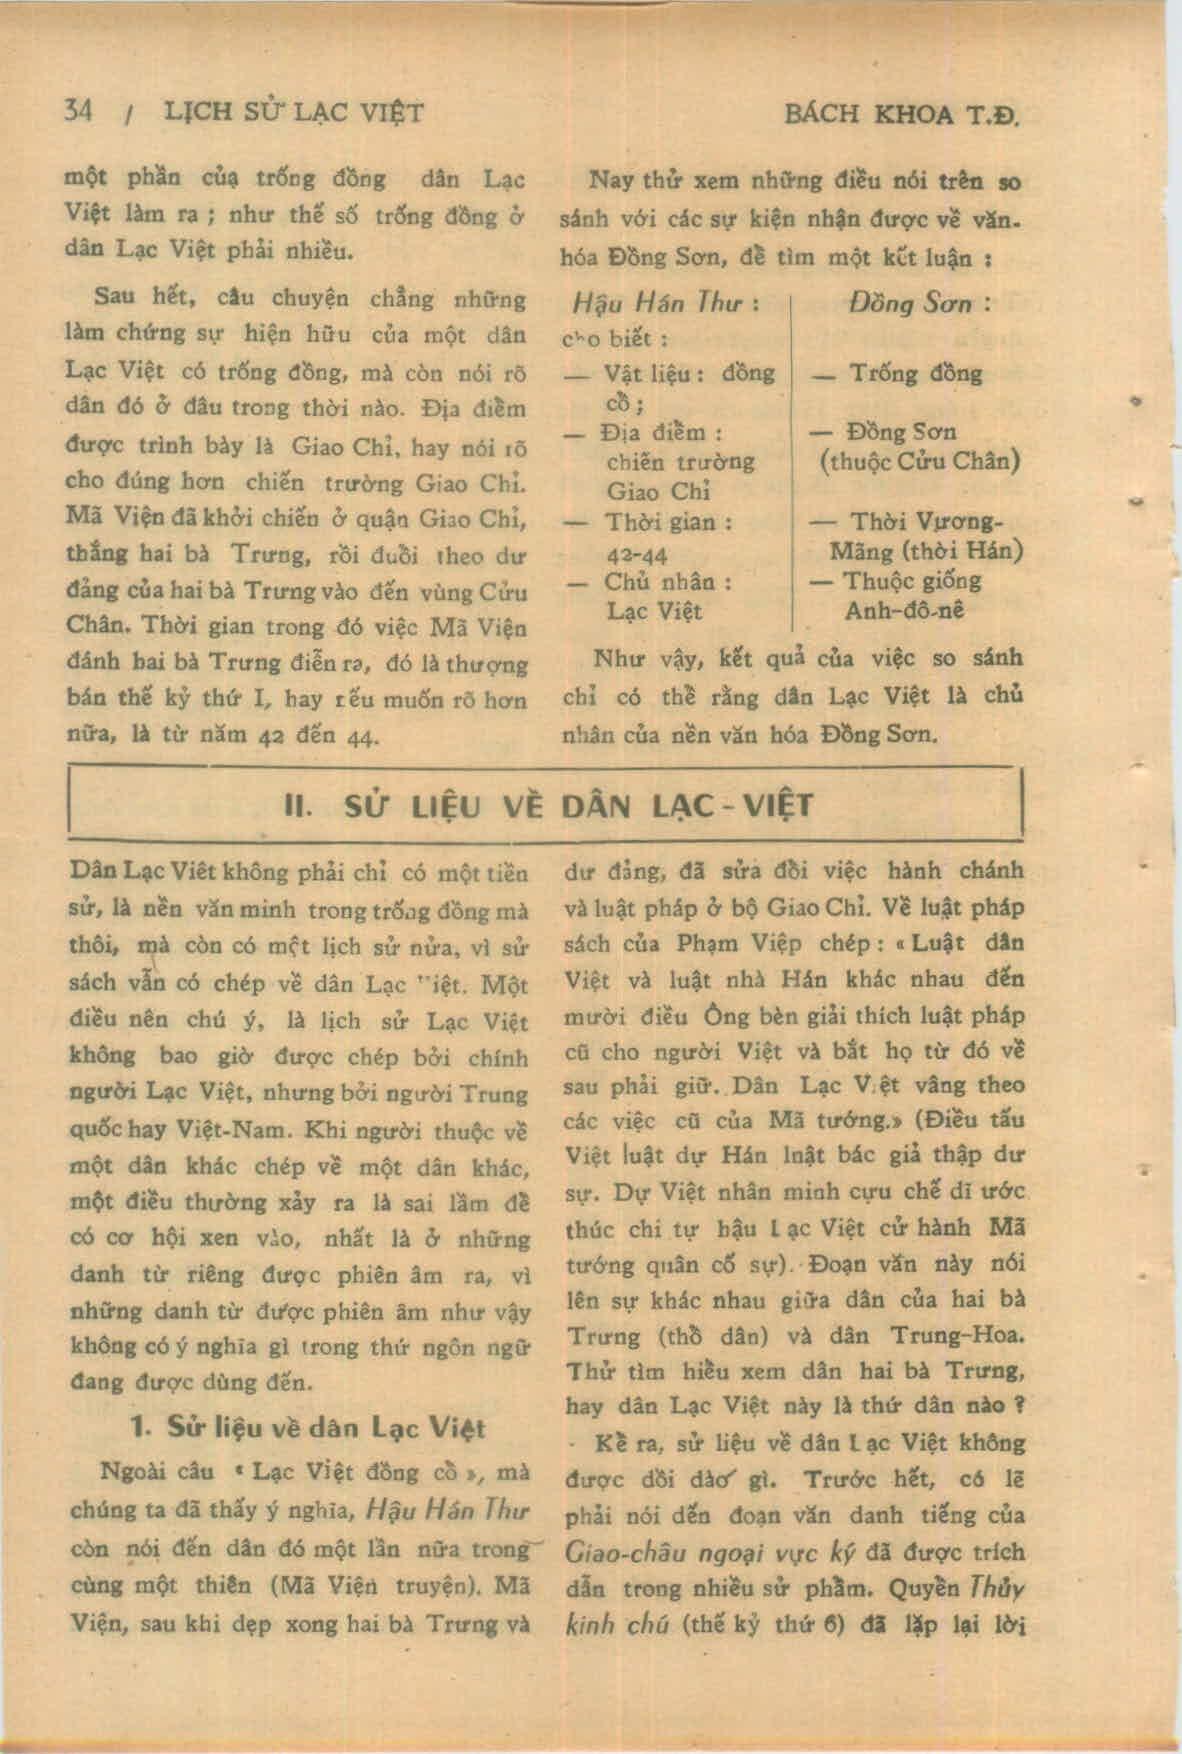 34 / LỊCH SỬ LẠC VIỆT
BÁCH KHOA T.Đ.
một phần củạ trống đồng dân Lạc
Việt làm ra ; như thế số trống đồng ở
dân Lạc Việt phải nhiều.
Sau hết, câu chuyện chẳng những
làm chứng sự hiện hữu của một dân
Lạc Việt có trống đồng, mà còn nói rõ
dân đó ở đâu trong thời nào. Địa điểm
được trình bày là Giao Chỉ, hay nói rõ
cho đúng hơn chiến trường Giao Chỉ.
Mã Viện đã khởi chiến ở quận Giao Chỉ,
thắng hai bà Trưng, rồi đuổi theo dư
đảng của hai bà Trưng vào đến vùng Cửu
Chân. Thời gian trong đó việc Mã Viện
đánh hai bà Trưng diễn ra, đó là thượng
bán thế kỷ thứ I, hay nếu muốn rõ hơn
nữa, là từ năm 42 đến 44.
Nay thử xem những điều nói trên so
sánh với các sự kiện nhận được về văn-
hóa Đồng Sơn, để tìm một kết luận :
Hậu Hán Thư :
cho biết :
— Vật liệu : đồng
cổ ;
— Địa điểm :
chiến trường
Giao Chỉ
— Thời gian :
42-44
— Chủ nhân :
Lạc Việt
Đồng Sơn :
— Trống đồng
— Đồng Sơn
(thuộc Cửu Chân)
— Thời Vương-
Mãng (thời Hán)
— Thuộc giống
Anh-đô-nê
Như vậy, kết quả của việc so sánh
chỉ có thể rằng dân Lạc Việt là chủ
nhân của nền văn hóa Đồng Sơn.
II. SỬ LIỆU VỀ DÂN LẠC - VIỆT
Dân Lạc Viêt không phải chỉ có một tiền
sử, là nền văn minh trong trống đồng mà
thôi, mà còn có một lịch sử nửa, vì sử
sách vẫn có chép về dân Lạc Việt. Một
điều nên chú ý, là lịch sử Lạc Việt
không bao giờ được chép bởi chính
người Lạc Việt, nhưng bởi người Trung
quốc hay Việt-Nam. Khi người thuộc về
một dân khác chép về một dân khác,
một điều thường xảy ra là sai lầm để
có cơ hội xen vào, nhất là ở những
danh từ riêng được phiên âm ra, vì
những danh từ được phiên âm như vậy
không có ý nghĩa gì trong thứ ngôn ngữ
đang được dùng đến.
1. Sử liệu về dân Lạc Việt
Ngoài câu « Lạc Việt đồng cổ », mà
chúng ta đã thấy ý nghĩa, Hậu Hán Thư
còn nói đến dân đó một lần nữa trong
cùng một thiên (Mã Viện truyện). Mã
Viện, sau khi dẹp xong hai bà Trưng và
dư đảng, đã sửa đổi việc hành chánh
và luật pháp ở bộ Giao Chỉ. Về luật pháp
sách của Phạm Việp chép : « Luật dân
Việt và luật nhà Hán khác nhau đến
mười điều Ông bèn giải thích luật pháp
cũ cho người Việt và bắt họ từ đó về
sau phải giữ. Dân Lạc Việt vâng theo
các việc cũ của Mã tướng.» (Điều tấu
Việt luật dự Hán lnật bác giả thập dư
sự. Dự Việt nhân minh cựu chế dĩ ước
thúc chi tự hậu Lạc Việt cử hành Mã
tướng quân cố sự). Đoạn văn này nói
lên sự khác nhau giữa dân của hai bà
Trưng (thổ dân) và dân Trung-Hoa.
Thử tìm hiểu xem dân hai bà Trưng,
hay dân Lạc Việt này là thứ dân nào ?
Kể ra, sử liệu về dân Lạc Việt không
được dồi dào gì. Trước hết, có lẽ
phải nói dến đoạn văn danh tiếng của
Giao-châu ngoại vực ký đã được trích
dẫn trong nhiều sử phẩm. Quyển Thủy
kinh chú (thế kỷ thứ 6) đã lặp lại lời